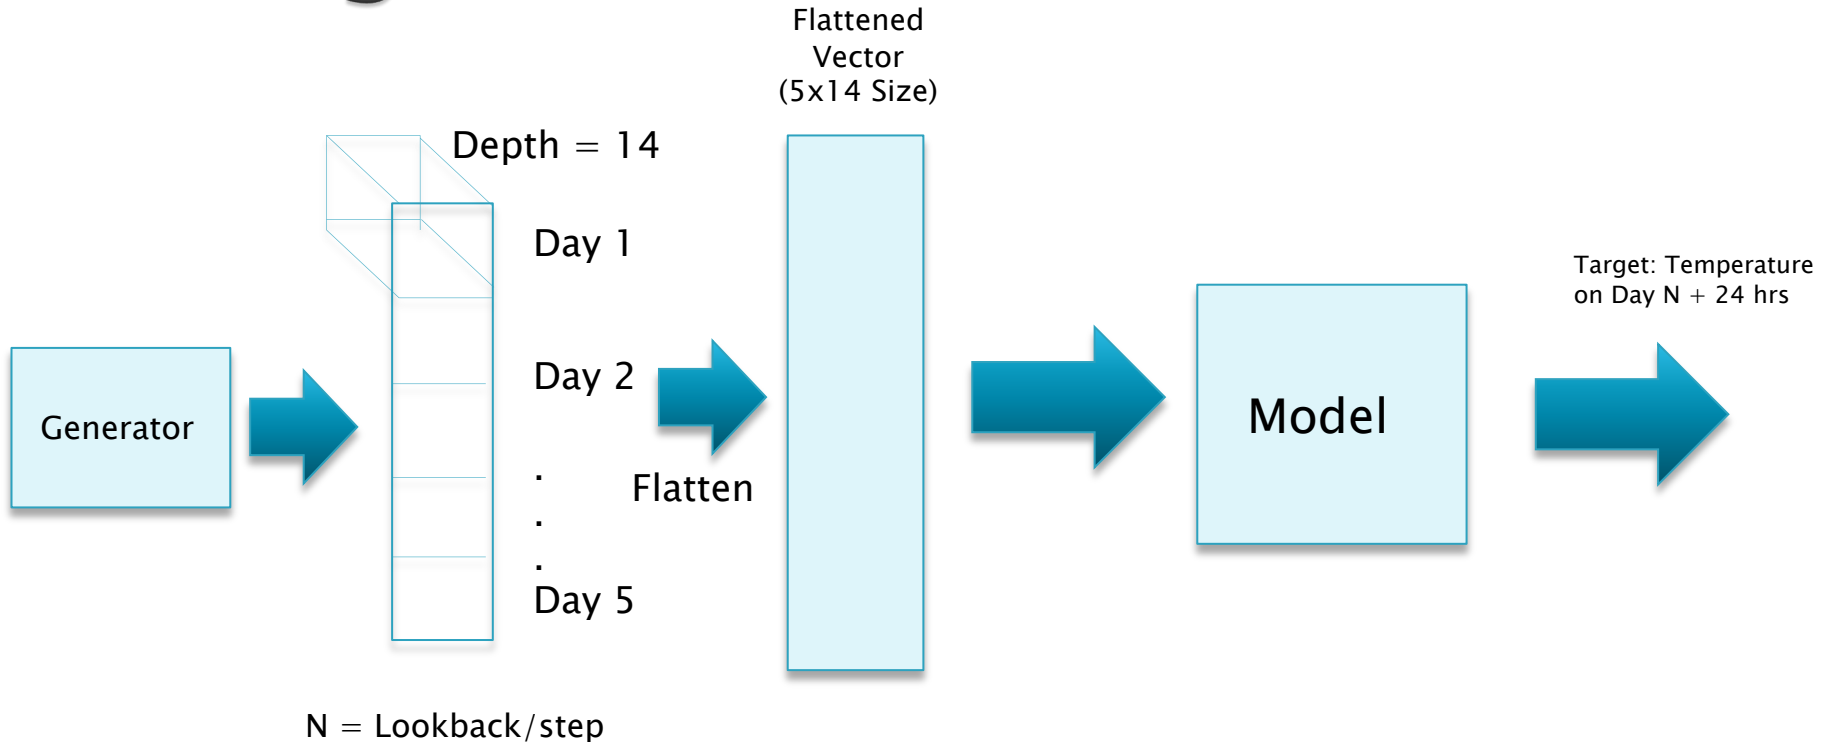 Flattened
Vector
(5x14 Size)
Depth = 14
Day 1
Target: Temperature
on Day N + 24 hrs
Day 2
Generator
Model
.
Flatten
.
.
Day 5
N = Lookback/step